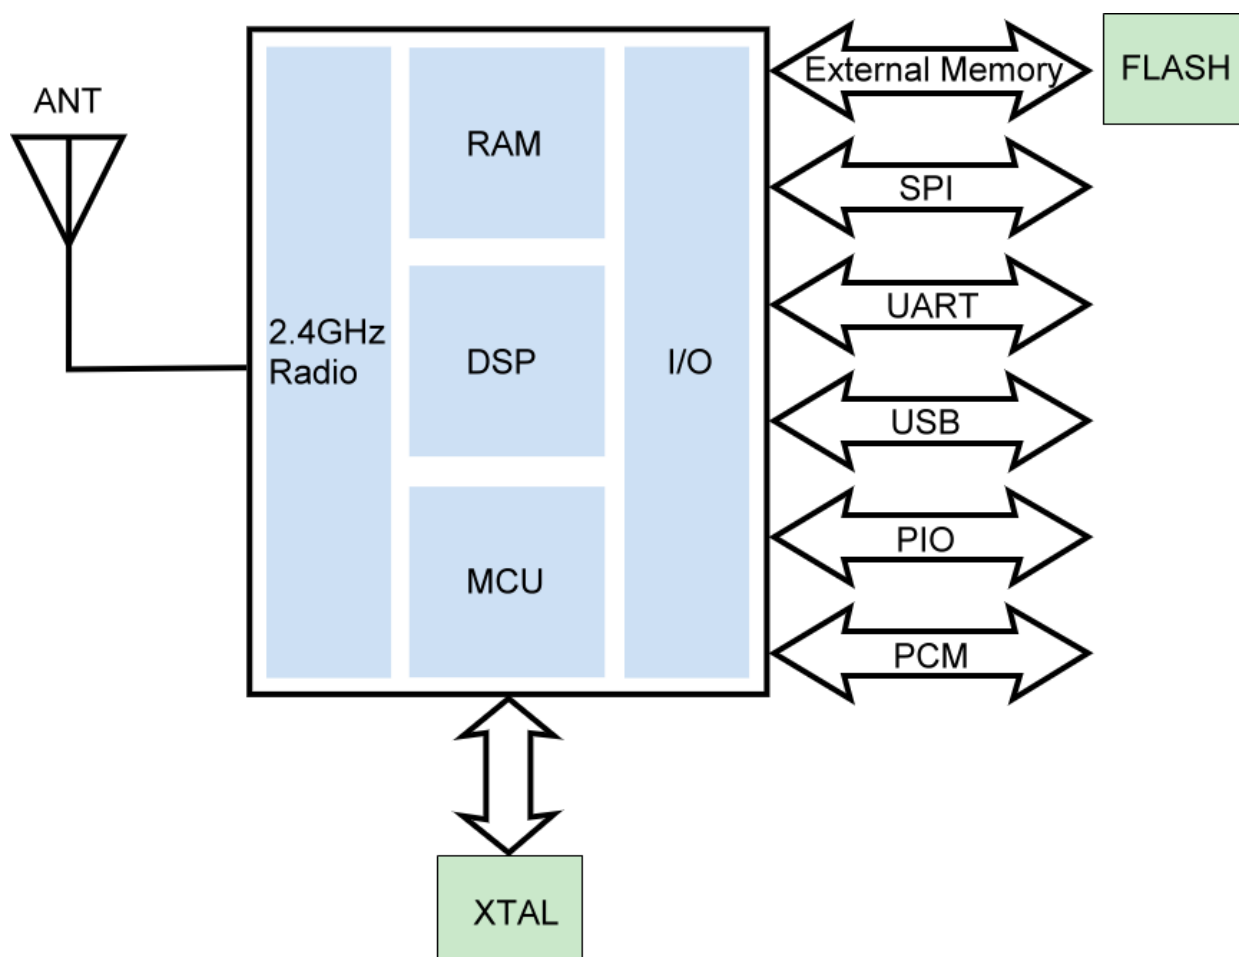 ANT
2.4GHz
Radio
RAM
DSP
MCU
I/O
External Memory
FLASH
SPI
UART
USB
PIO
PCM
XTAL